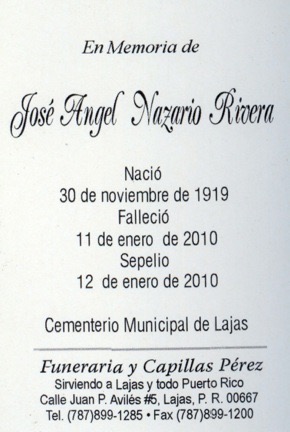 En Memoria de
José Angel Nazario Rivera
Nació
30 de noviembre de 1919
Falleció
11 de enero de 2010
Sepelio
12 de enero de 2010
Cementerio Municipal de Lajas
Funeraria y Capillas Pérez
Sirviendo a Lajas y todo Puerto Rico
Calle Juan P. Avilés #5, Lajas, P. R. 00667
Tel. (787)899-1285 • Fax (787)899-1200